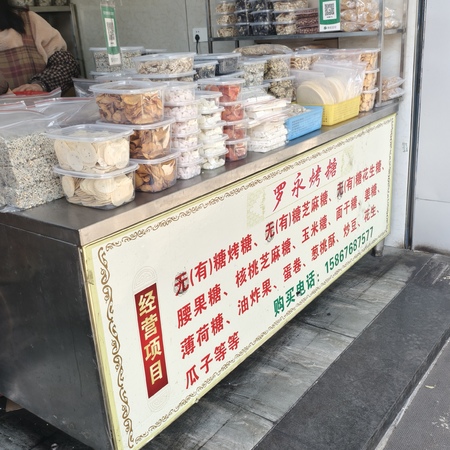 罗永烤糖
经营项目
无(有)糖烤糖、无(有)糖芝麻糖、无(有)糖花生糖、
腰果糖、核桃芝麻糖、玉米糖、面干糖、姜糖、
薄荷糖、油炸果、蛋卷、葱桃酥、炒豆、花生、
瓜子等等
购买电话：15867687577